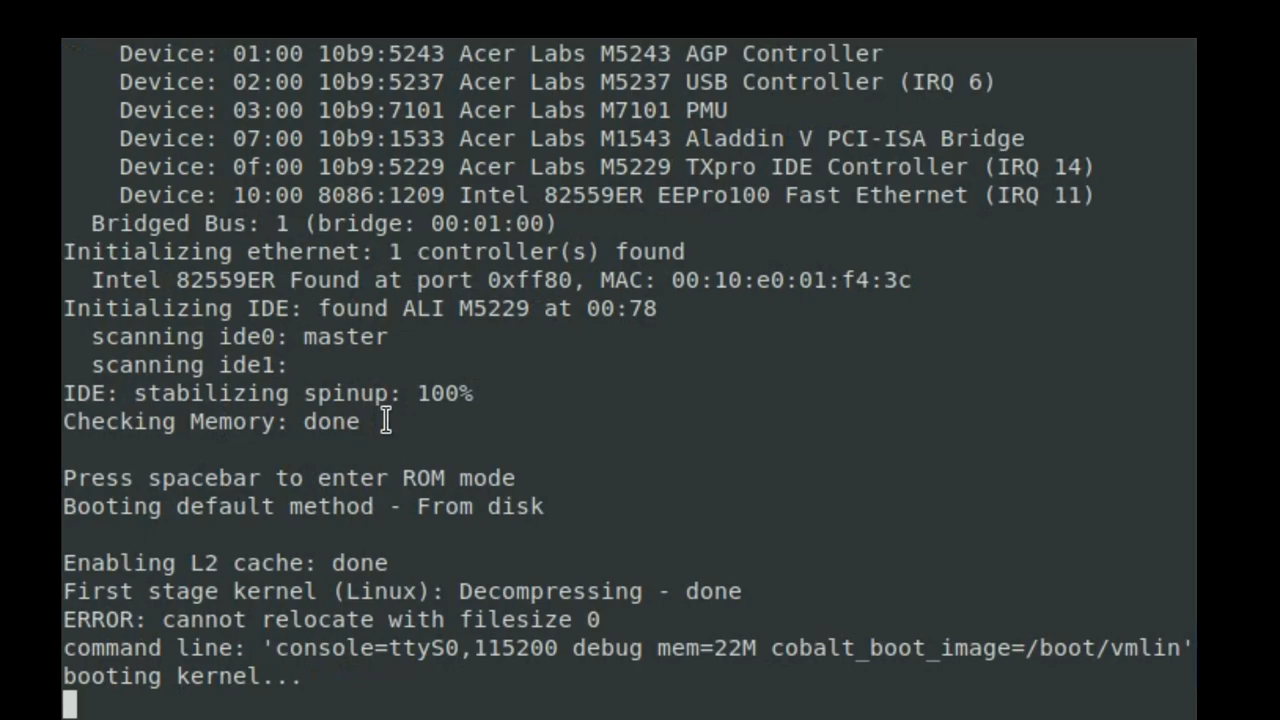 Device: 01:00 10b9:5243 Acer Labs M5243 AGP Controller
Device: 02:00 10b9:5237 Acer Labs M5237 USB Controller (IRQ 6)
Device: 03:00 10b9:7101 Acer Labs M7101 PMU
Device: 07:00 10b9:1533 Acer Labs M1543 Aladdin V PCI-ISA Bridge
Device: 0f:00 10b9:5229 Acer Labs M5229 TXpro IDE Controller (IRQ 14)
Device: 10:00 8086:1209 Intel 82559ER EEPro100 Fast Ethernet (IRQ 11)
Bridged Bus: 1 (bridge: 00:01:00)
Initializing ethernet: 1 controller(s) found
Intel 82559ER Found at port 0xff80, MAC: 00:10:e0:01:f4:3c
Initializing IDE: found ALI M5229 at 00:78
scanning ide0: master
scanning ide1:
IDE: stabilizing spinup: 100%
Checking Memory: done
Press spacebar to enter ROM mode
Booting default method - From disk
Enabling L2 cache: done
First stage kernel (Linux): Decompressing - done
ERROR: cannot relocate with filesize 0
command line: 'console=ttyS0,115200 debug mem=22M cobalt_boot_image=/boot/vmlin'
booting kernel...